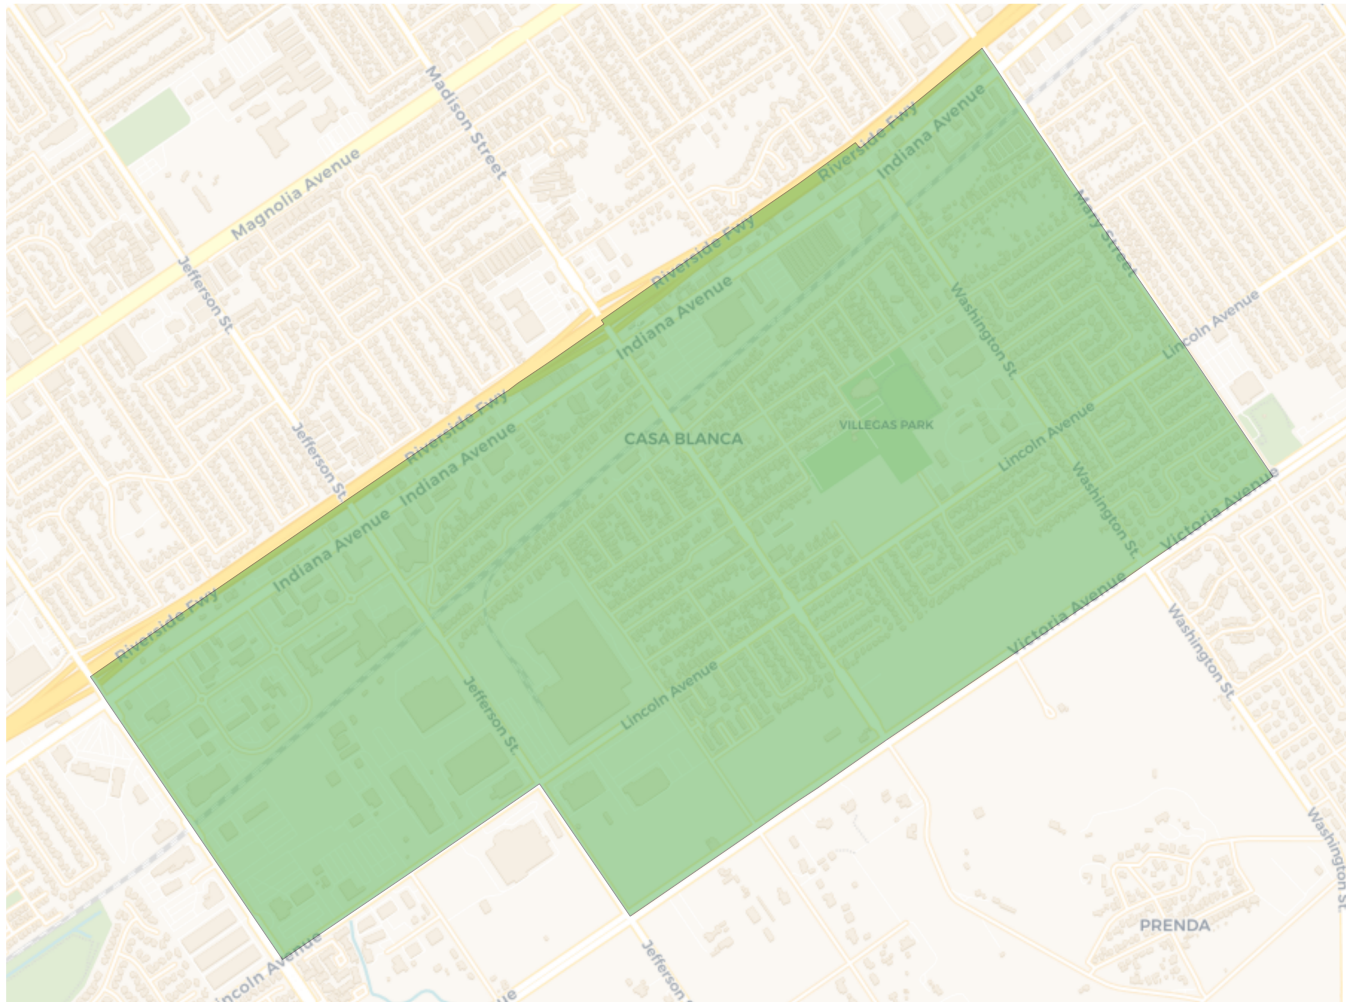 Madison Street
Magnolia Avenue
Riverside Fwy
Indiana Avenue
Mary Street
Jefferson St.
Riverside Fwy
Indiana Avenue
Washington St.
Lincoln Avenue
Jefferson St.
Riverside Fwy
Indiana Avenue
CASA BLANCA
VILLEGAS PARK
Lincoln Avenue
Washington St.
Victoria Avenue
Indiana Avenue
Riverside Fwy
Victoria Avenue
Washington St.
Jefferson St.
Lincoln Avenue
Washington St.
PRENDA
Lincoln Avenue
Jefferson S